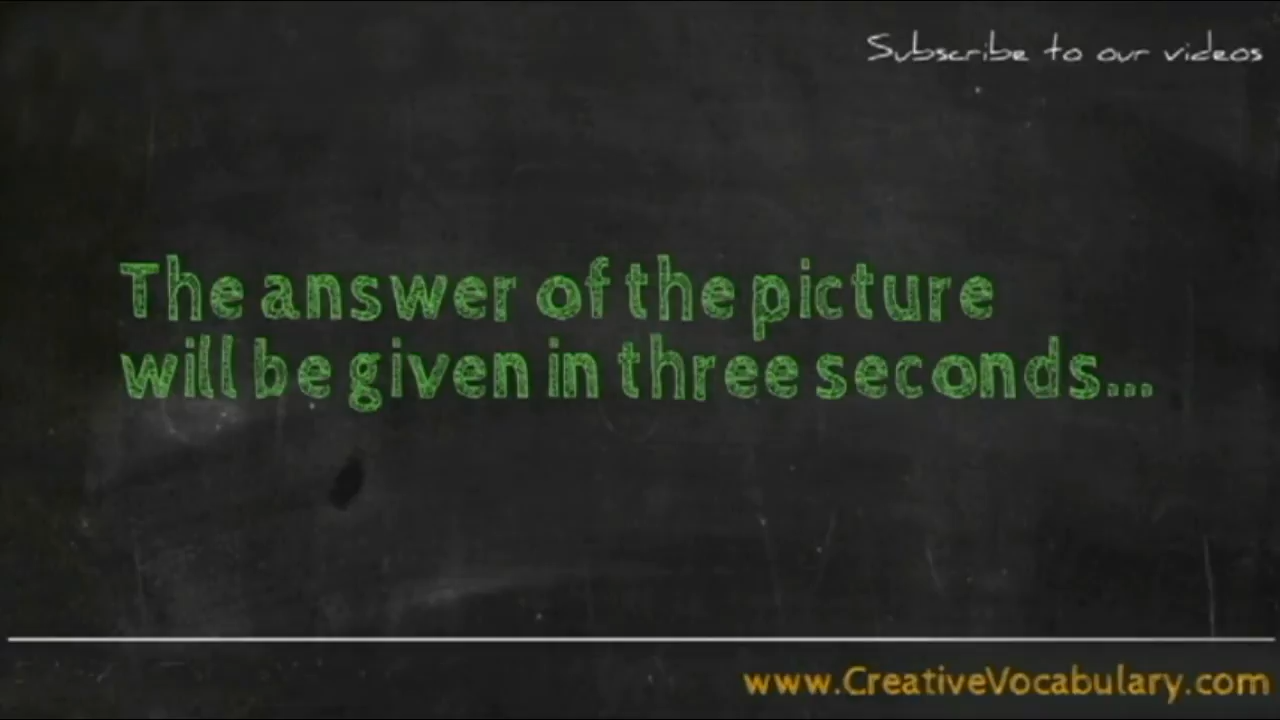 Subscribe to our videos
The answer of the picture
will be given in three seconds...
www.CreativeVocabulary.com